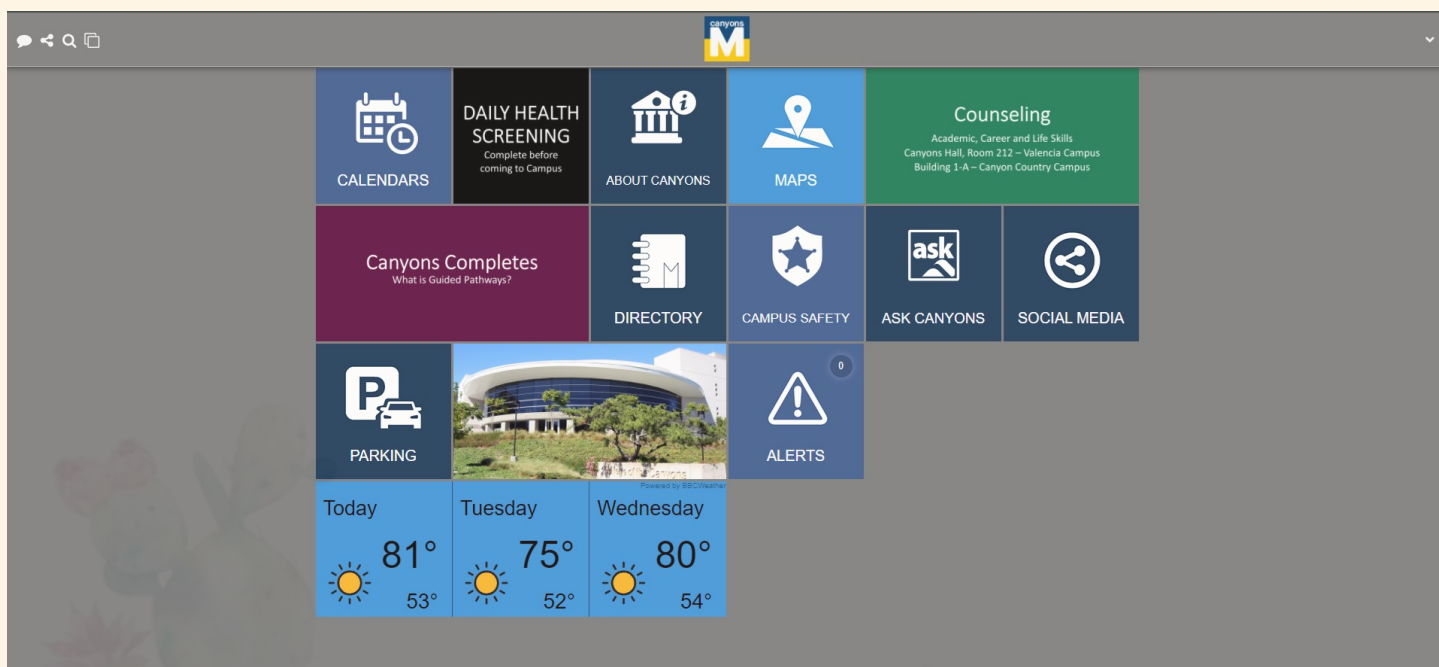 canyons
M
CALENDARS
DAILY HEALTH
SCREENING
Complete before
coming to Campus
ABOUT CANYONS
MAPS
Counseling
Academic, Career and Life Skills
Canyons Hall, Room 212 – Valencia Campus
Building 1-A – Canyon Country Campus
Canyons Completes
What is Guided Pathways?
M
DIRECTORY
CAMPUS SAFETY
ask
ASK CANYONS
SOCIAL MEDIA
P
PARKING
of the Canyons
0
ALERTS
Powered by BBCWeather
Today
81°
53°
Tuesday
75°
52°
Wednesday
80°
54°